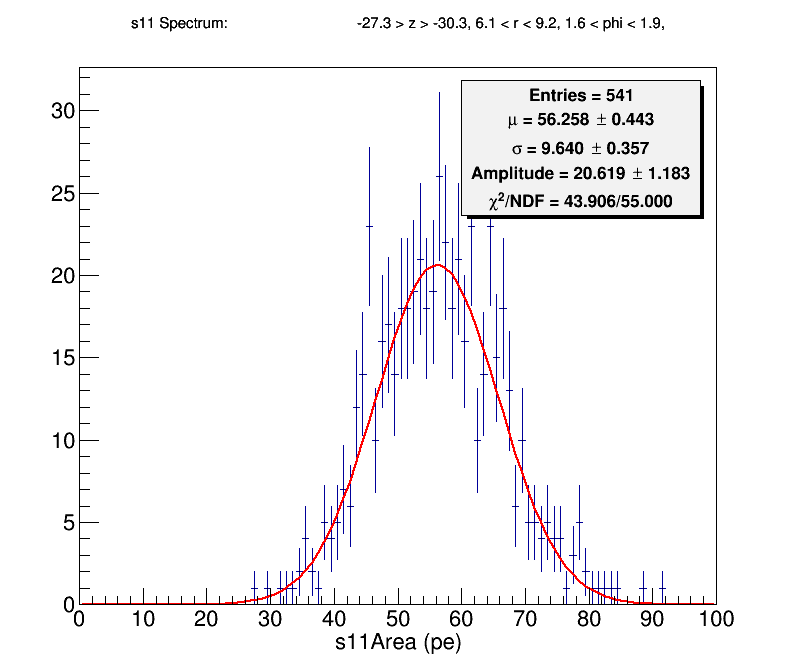 s11 Spectrum: -27.3 > z > -30.3, 6.1 < r < 9.2, 1.6 < phi < 1.9,
Entries = 541
μ = 56.258 ± 0.443
σ = 9.640 ± 0.357
Amplitude = 20.619 ± 1.183
χ²/NDF = 43.906/55.000
30
25
20
15
10
5
0
0 10 20 30 40 50 60 70 80 90 100
s11Area (pe)